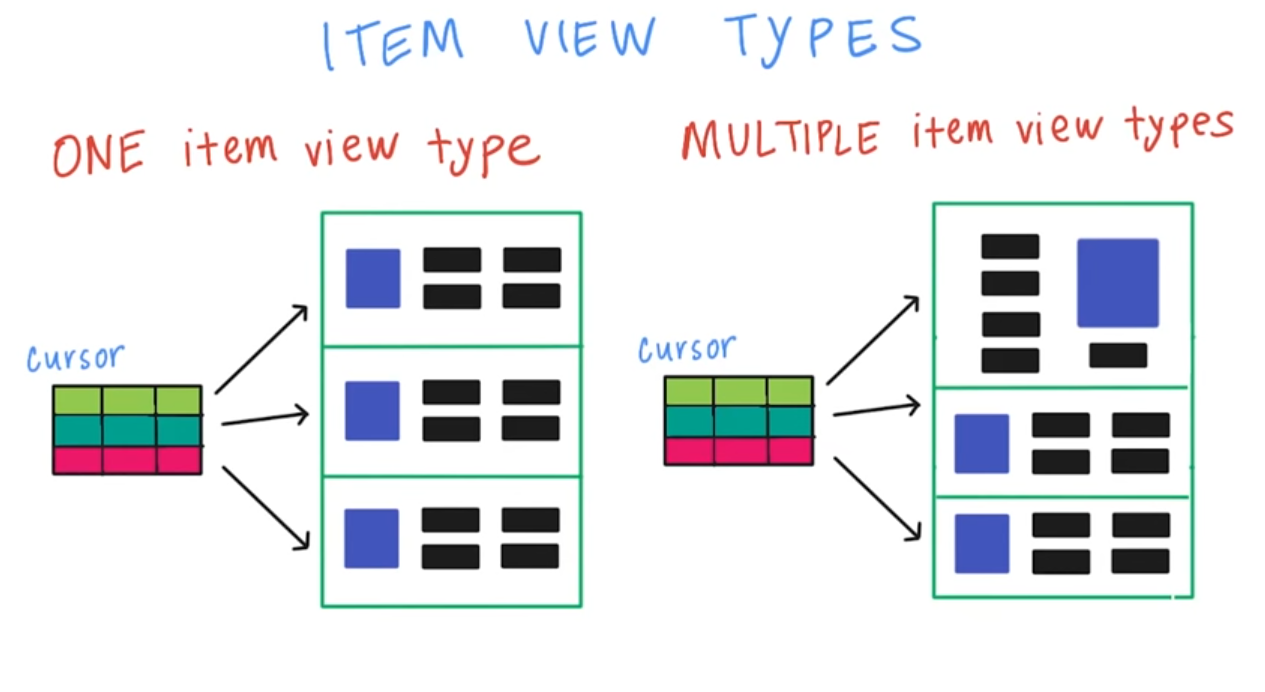 ITEM VIEW TYPES
ONE item view type
MULTIPLE item view types
cursor
cursor